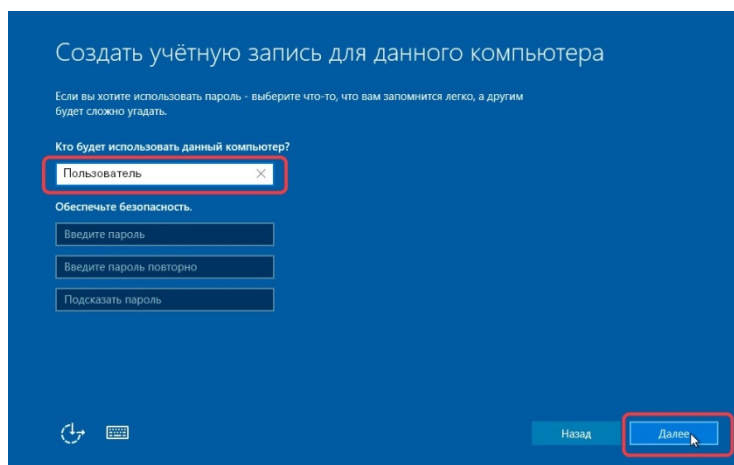 Создать учётную запись для данного компьютера
Если вы хотите использовать пароль - выберите что-то, что вам запомнится легко, а другим
будет сложно угадать.
Кто будет использовать данный компьютер?
Пользователь
Обеспечьте безопасность.
Введите пароль
Введите пароль повторно
Подсказать пароль
Назад
Далее